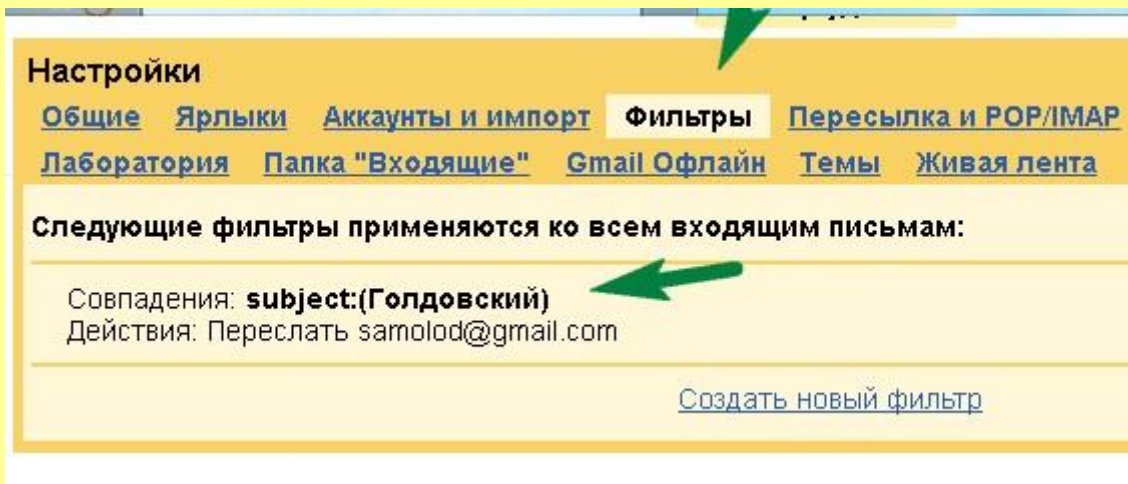 Настройки
Общие Ярлыки Аккаунты и импорт Фильтры Пересылка и POP/IMAP
Лаборатория Папка "Входящие" Gmail Офлайн Темы Живая лента
Следующие фильтры применяются ко всем входящим письмам:
Совпадения: subject:(Голдовский)
Действия: Переслать samolod@gmail.com
Создать новый фильтр